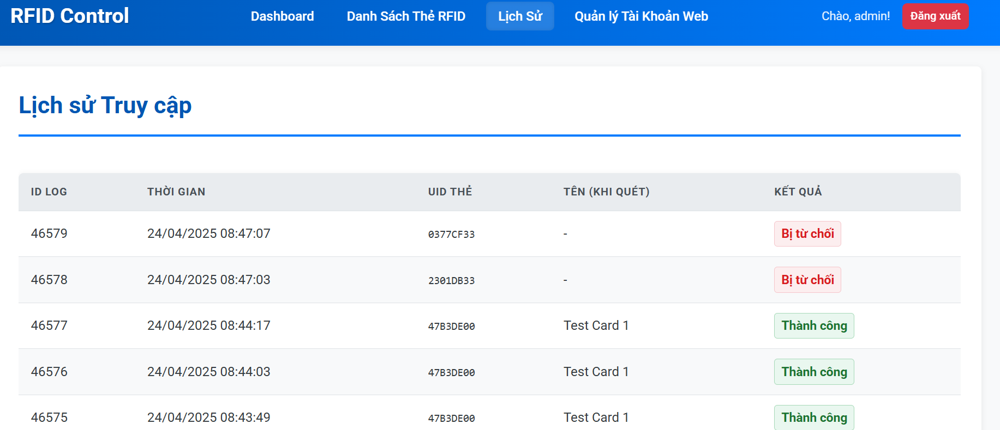 RFID Control Dashboard Danh Sách Thẻ RFID Lịch Sử Quản lý Tài Khoản Web Chào, admin! Đăng xuất
Lịch sử Truy cập
ID LOG THỜI GIAN UID THẺ TÊN (KHI QUÉT) KẾT QUẢ
46579 24/04/2025 08:47:07 0377CF33 - Bị từ chối
46578 24/04/2025 08:47:03 2301DB33 - Bị từ chối
46577 24/04/2025 08:44:17 47B3DE00 Test Card 1 Thành công
46576 24/04/2025 08:44:03 47B3DE00 Test Card 1 Thành công
46575 24/04/2025 08:43:49 47B3DE00 Test Card 1 Thành công